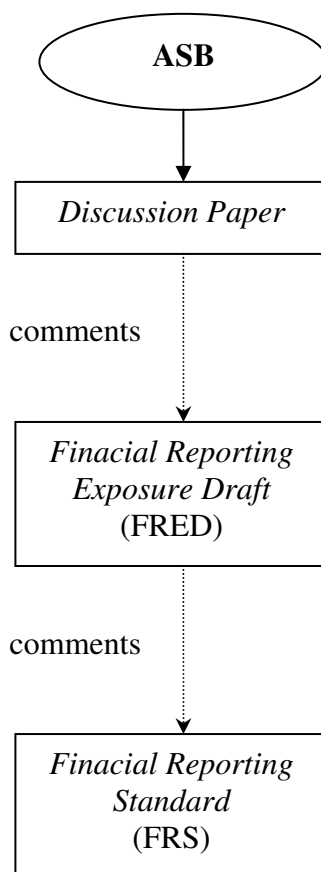 ASB
Discussion Paper
comments
Finacial Reporting
Exposure Draft
(FRED)
comments
Finacial Reporting
Standard
(FRS)